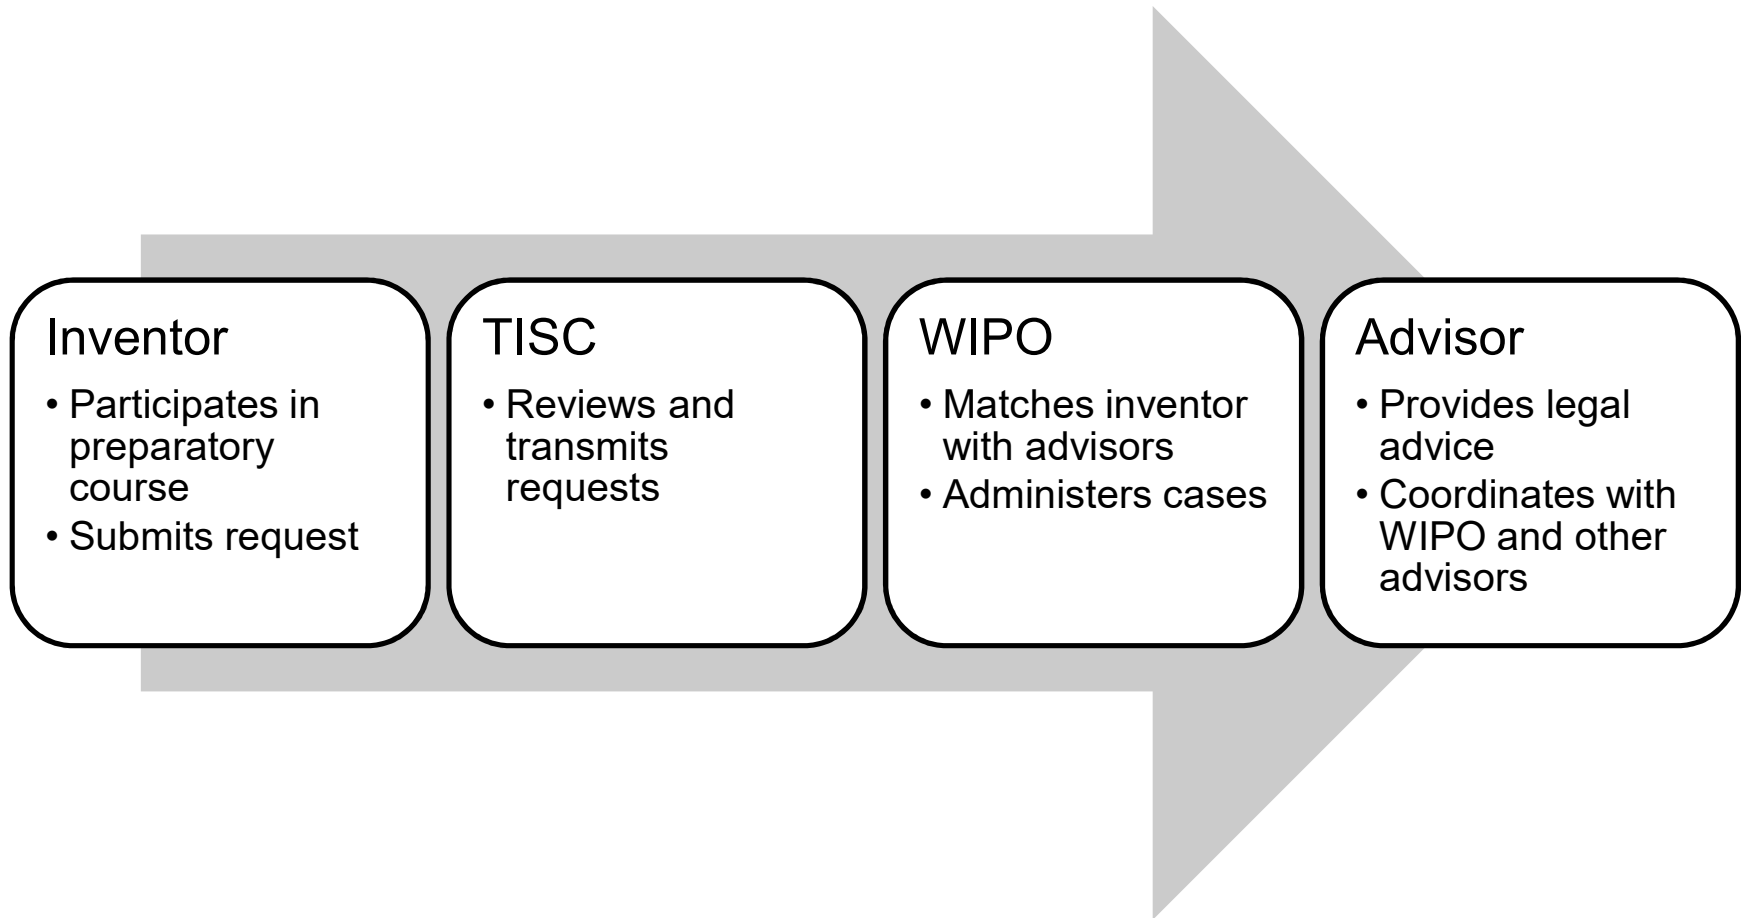 Inventor
• Participates in
preparatory
course
• Submits request
TISC
• Reviews and
transmits
requests
WIPO
• Matches inventor
with advisors
• Administers cases
Advisor
• Provides legal
advice
• Coordinates with
WIPO and other
advisors